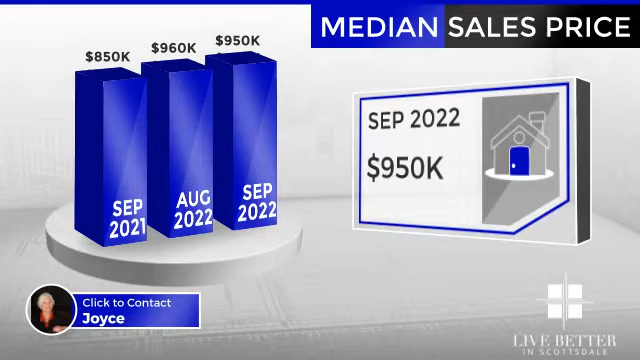 MEDIAN SALES PRICE
$850K
$960K
$950K
SEP
2021
AUG
2022
SEP
2022
SEP 2022
$950K
Click to Contact
Joyce
LIVE BETTER
IN SCOTTSDALE